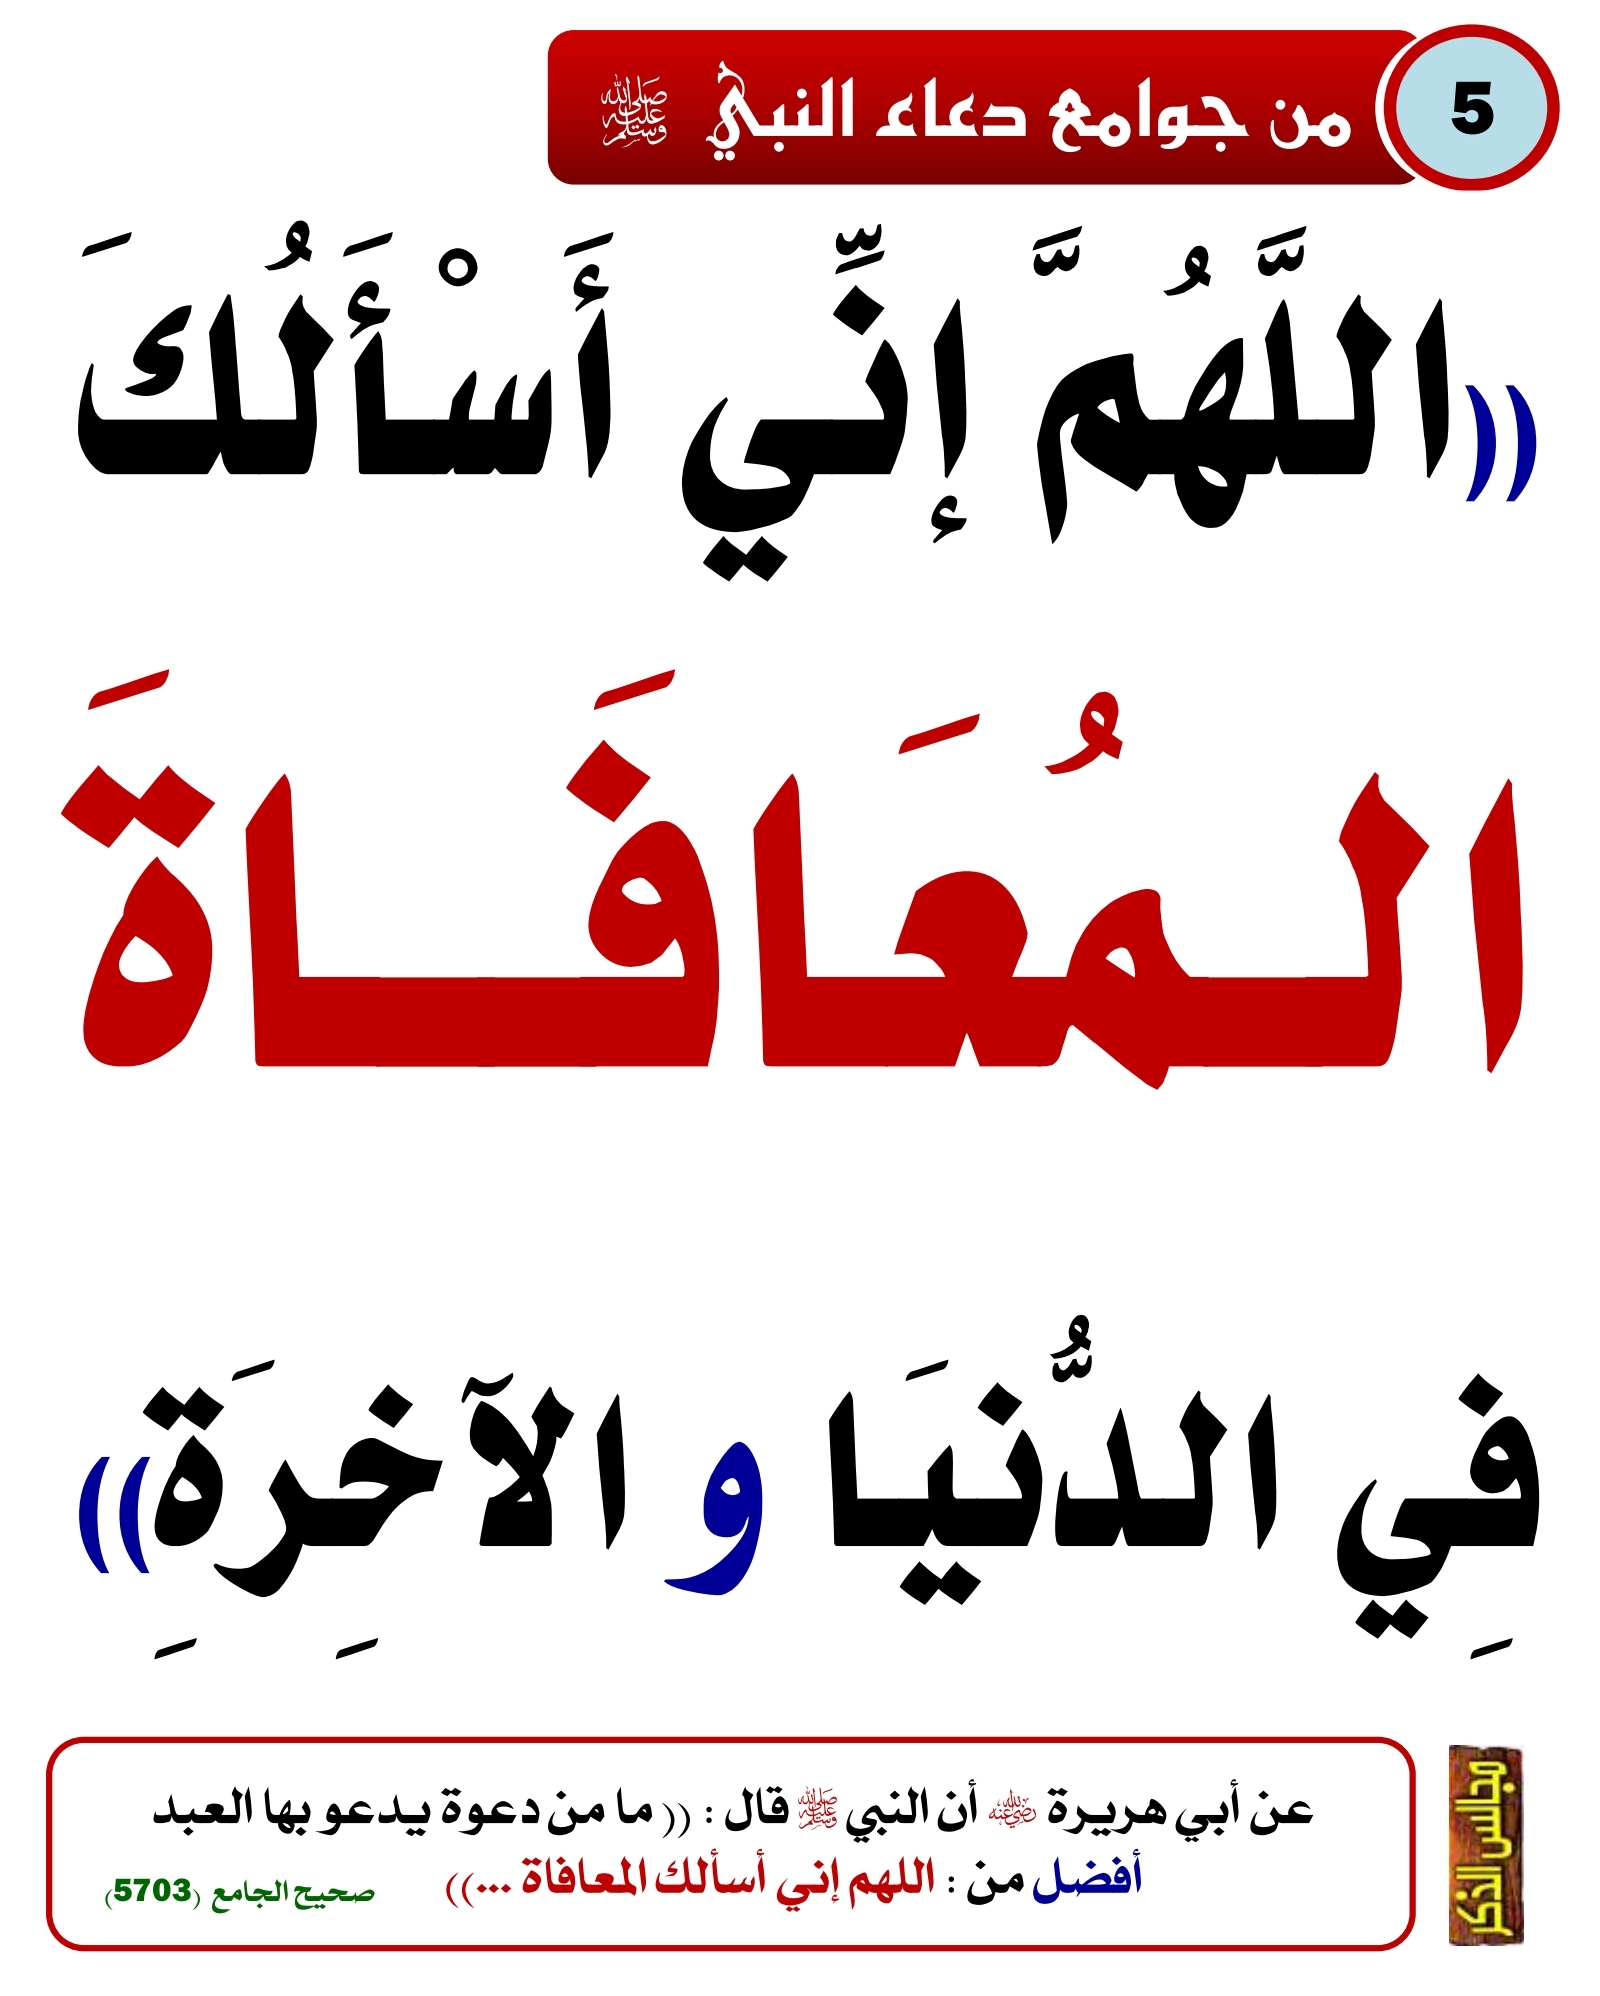 5
من جوامع دعاء النبي ﷺ
((اللَّهُمَّ إِنِّي أَسْأَلُكَ
الـمُعَافَـاةَ
فِي الدُّنيَا و الآخِرَةِ))
عن أبي هريرة رضي الله عنه أن النبي ﷺ قال : (( ما من دعوة يدعو بها العبد
أفضل من : اللهم إني أسألك المعافاة ...))
صحيح الجامع (5703)
مجالس الذكر